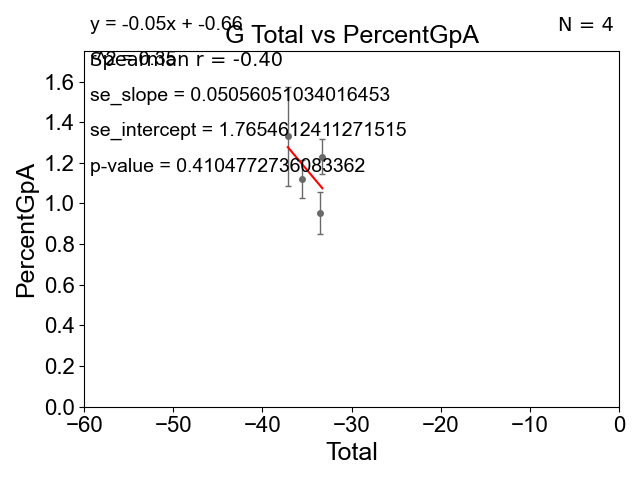 y = -0.05x + -0.66
G Total vs PercentGpA
N = 4
Spearman r = -0.40
se_slope = 0.05056051034016453
se_intercept = 1.7654612411271515
p-value = 0.4104772736083362
PercentGpA
1.6
1.4
1.2
1.0
0.8
0.6
0.4
0.2
0.0
−60
−50
−40
−30
−20
−10
0
Total